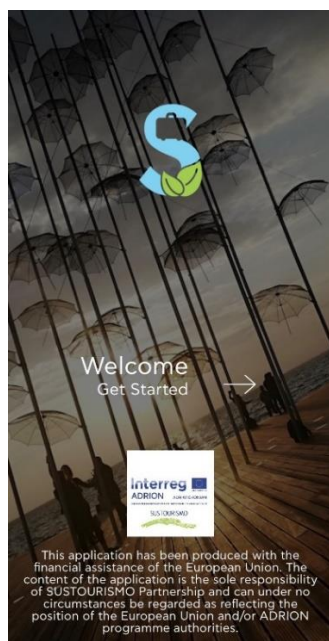 Welcome
Get Started
Interreg
ADRION
SUSTOURISMO
This application has been produced with the
financial assistance of the European Union. The
content of the application is the sole responsibility
of SUSTOURISMO Partnership and can under no
circumstances be regarded as reflecting the
position of the European Union and/or ADRION
programme authorities.